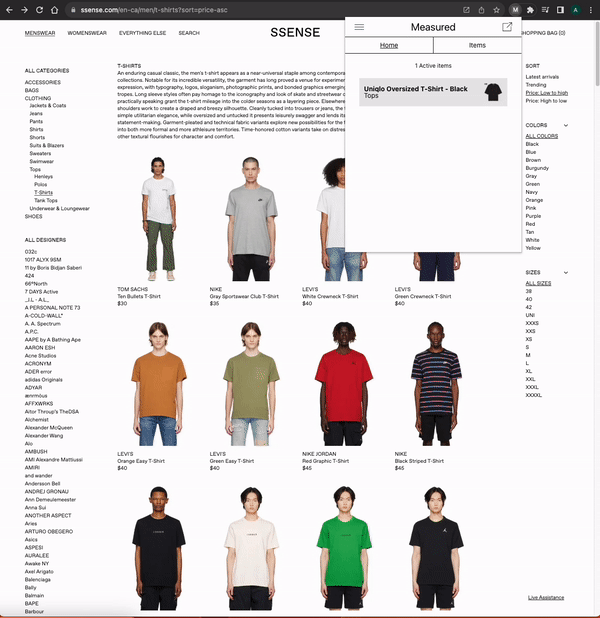 ssense.com/en-ca/men/t-shirts?sort=price-asc
M
A
MENSWEAR
WOMENSWEAR
EVERYTHING ELSE
SEARCH
SSENSE
SHOPPING BAG (0)
Measured
Home
Items
1 Active items
Uniqlo Oversized T-Shirt - Black
Tops
ALL CATEGORIES
ACCESSORIES
BAGS
CLOTHING
Jackets & Coats
Jeans
Pants
Shirts
Shorts
Suits & Blazers
Sweaters
Swimwear
Tops
Henleys
Polos
T-Shirts
Tank Tops
Underwear & Loungewear
SHOES
ALL DESIGNERS
032c
1017 ALYX 9SM
11 by Boris Bidjan Saberi
424
66°North
7 DAYS Active
_J.L - A.L_
A PERSONAL NOTE 73
A-COLD-WALL*
A. A. Spectrum
A.P.C.
AAPE by A Bathing Ape
AARON ESH
Acne Studios
ACRONYM
ADER error
adidas Originals
ADYAR
ænrmòus
AFFXWRKS
Aitor Throup's TheDSA
Alchemist
Alexander McQueen
Alexander Wang
Alo
AMBUSH
AMI Alexandre Mattiussi
AMIRI
and wander
Andersson Bell
ANDREJ GRONAU
Ann Demeulemeester
Anna Sui
ANOTHER ASPECT
Aries
ARTURO OBEGERO
Asics
ASPESI
AURALEE
Awake NY
Axel Arigato
Balenciaga
Bally
Balmain
BAPE
Barbour
T-SHIRTS
An enduring casual classic, the men's t-shirt appears as a near-universal staple among contempora
collections. Notable for its incredible versatility, the garment has long proved a venue for experimen
expression, with typography, logos, sloganism, photographic prints, and bonded graphics emerging
tropes. Long sleeve styles often pay homage to the iconography and look of skate and streetwear c
practically speaking grant the t-shirt mileage into the colder seasons as a layering piece. Elsewhere
shoulders work to create a draped and breezy silhouette. Cleanly tucked into trousers or jeans, the
simple utilitarian elegance, while oversized and untucked it presents leisurely swagger and lends its
statement-making. Garment-pleated and technical fabric variants explore new possibilities for the t
into both more formal and more athleisure territories. Time-honored cotton variants take on distres
other textural flourishes for character and comfort.
TOM SACHS
Ten Bullets T-Shirt
$30
NIKE
Gray Sportswear Club T-Shirt
$35
LEVI'S
White Crewneck T-Shirt
$40
LEVI'S
Green Crewneck T-Shirt
$40
LEVI'S
Orange Easy T-Shirt
$40
LEVI'S
Green Easy T-Shirt
$40
NIKE JORDAN
Red Graphic T-Shirt
$45
NIKE
Black Striped T-Shirt
$45
SORT
Latest arrivals
Trending
Price: Low to high
Price: High to low
COLORS
ALL COLORS
Black
Blue
Brown
Burgundy
Gray
Green
Navy
Orange
Pink
Purple
Red
Tan
White
Yellow
SIZES
ALL SIZES
38
40
42
UNI
XXXS
XXS
XS
S
M
L
XL
XXL
XXXL
XXXXL
Live Assistance